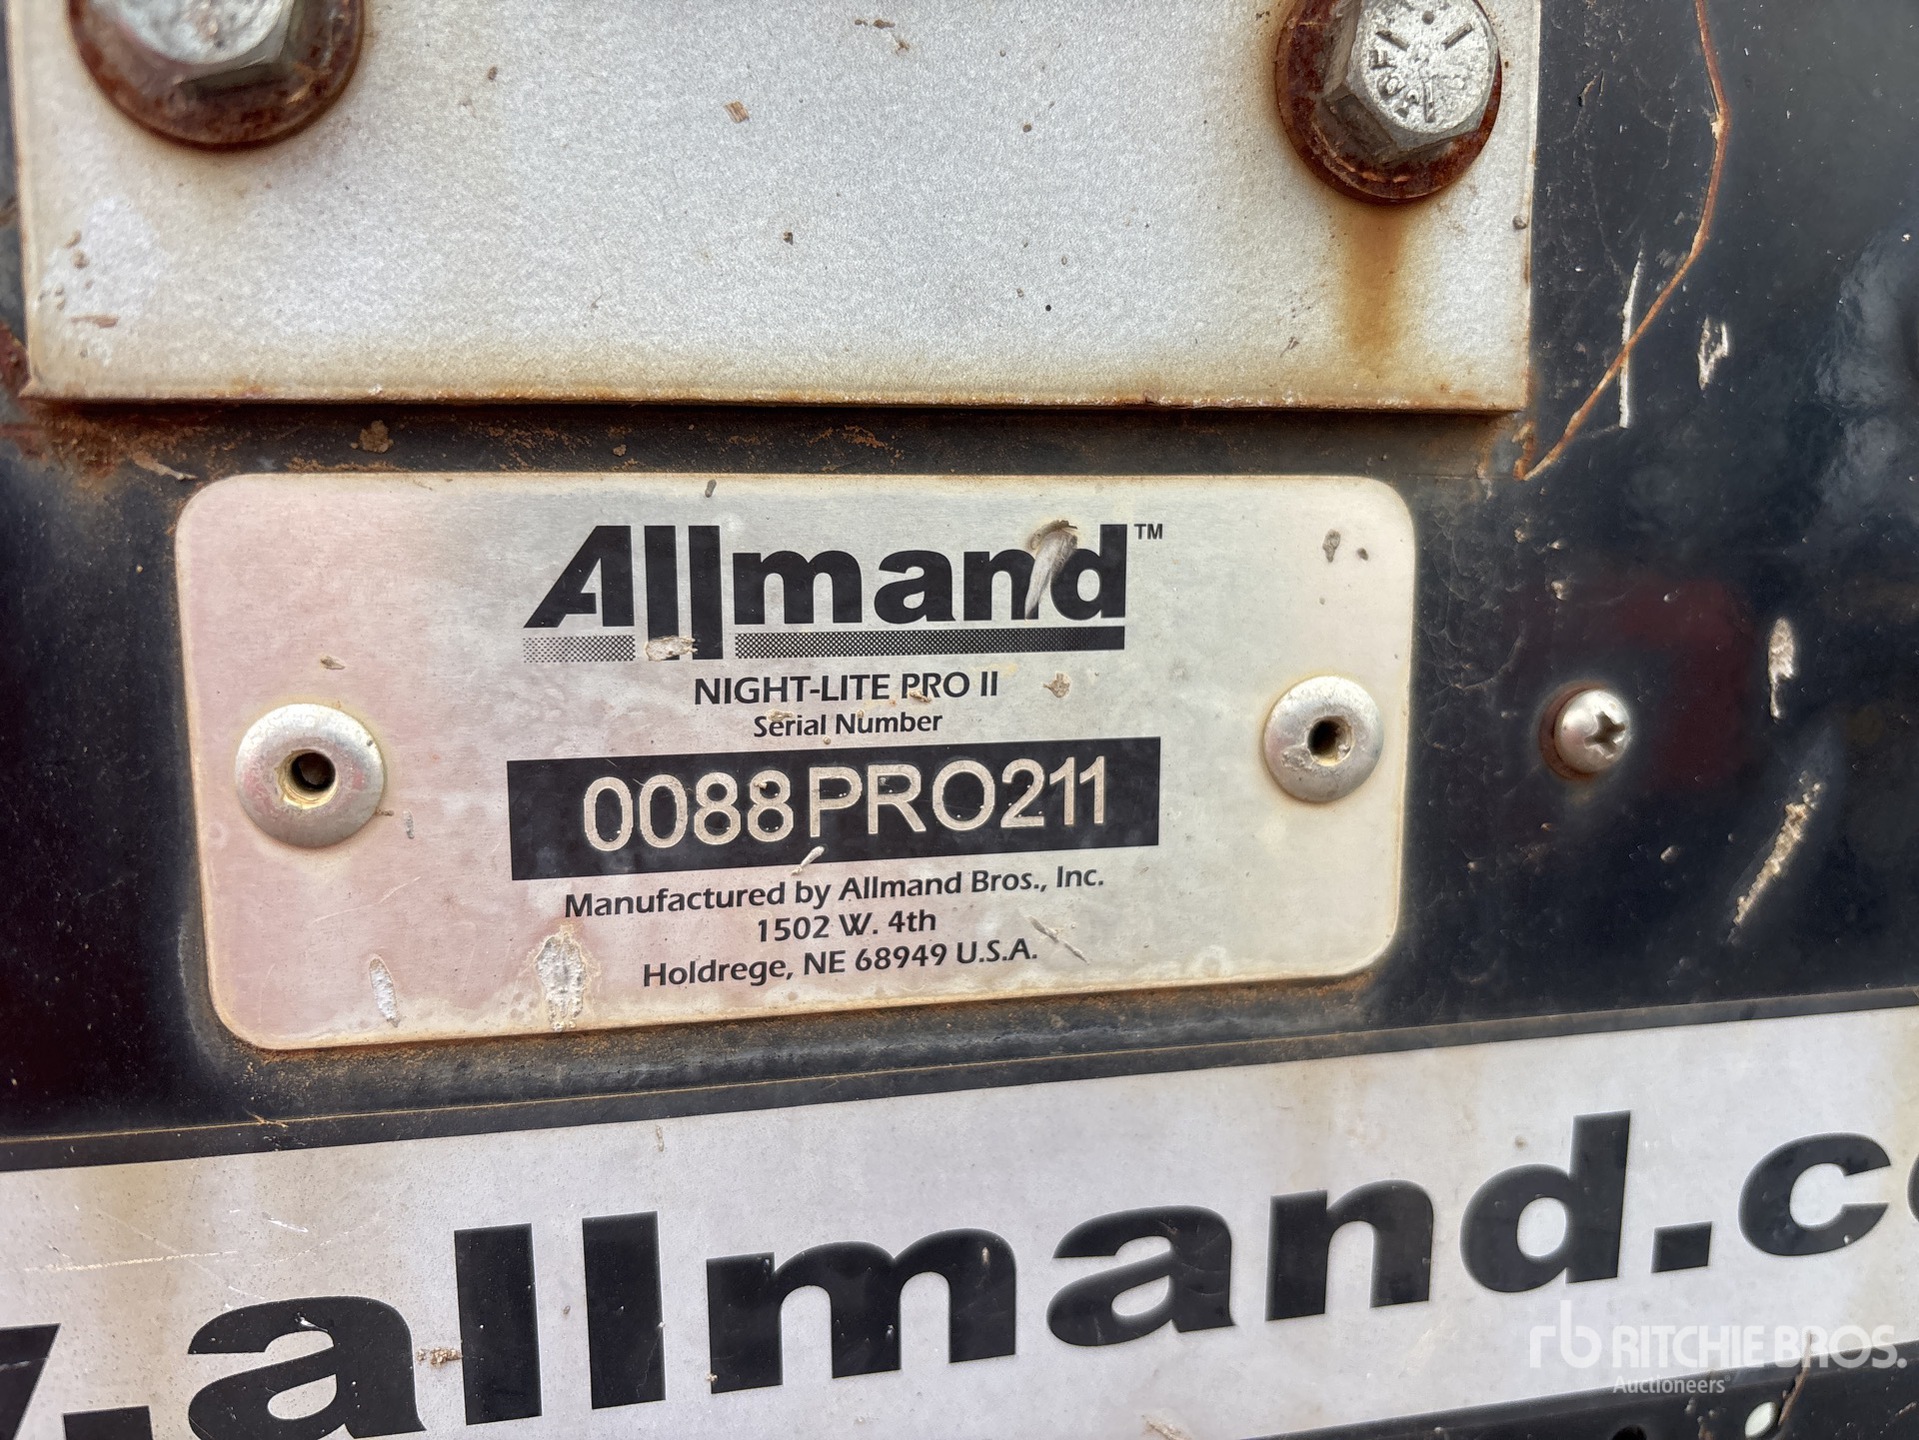 Allmand™
NIGHT-LITE PRO II
Serial Number
0088PRO211
Manufactured by Allmand Bros., Inc.
1502 W. 4th
Holdrege, NE 68949 U.S.A.
.allmand.c
rb RITCHIE BROS.
Auctioneers